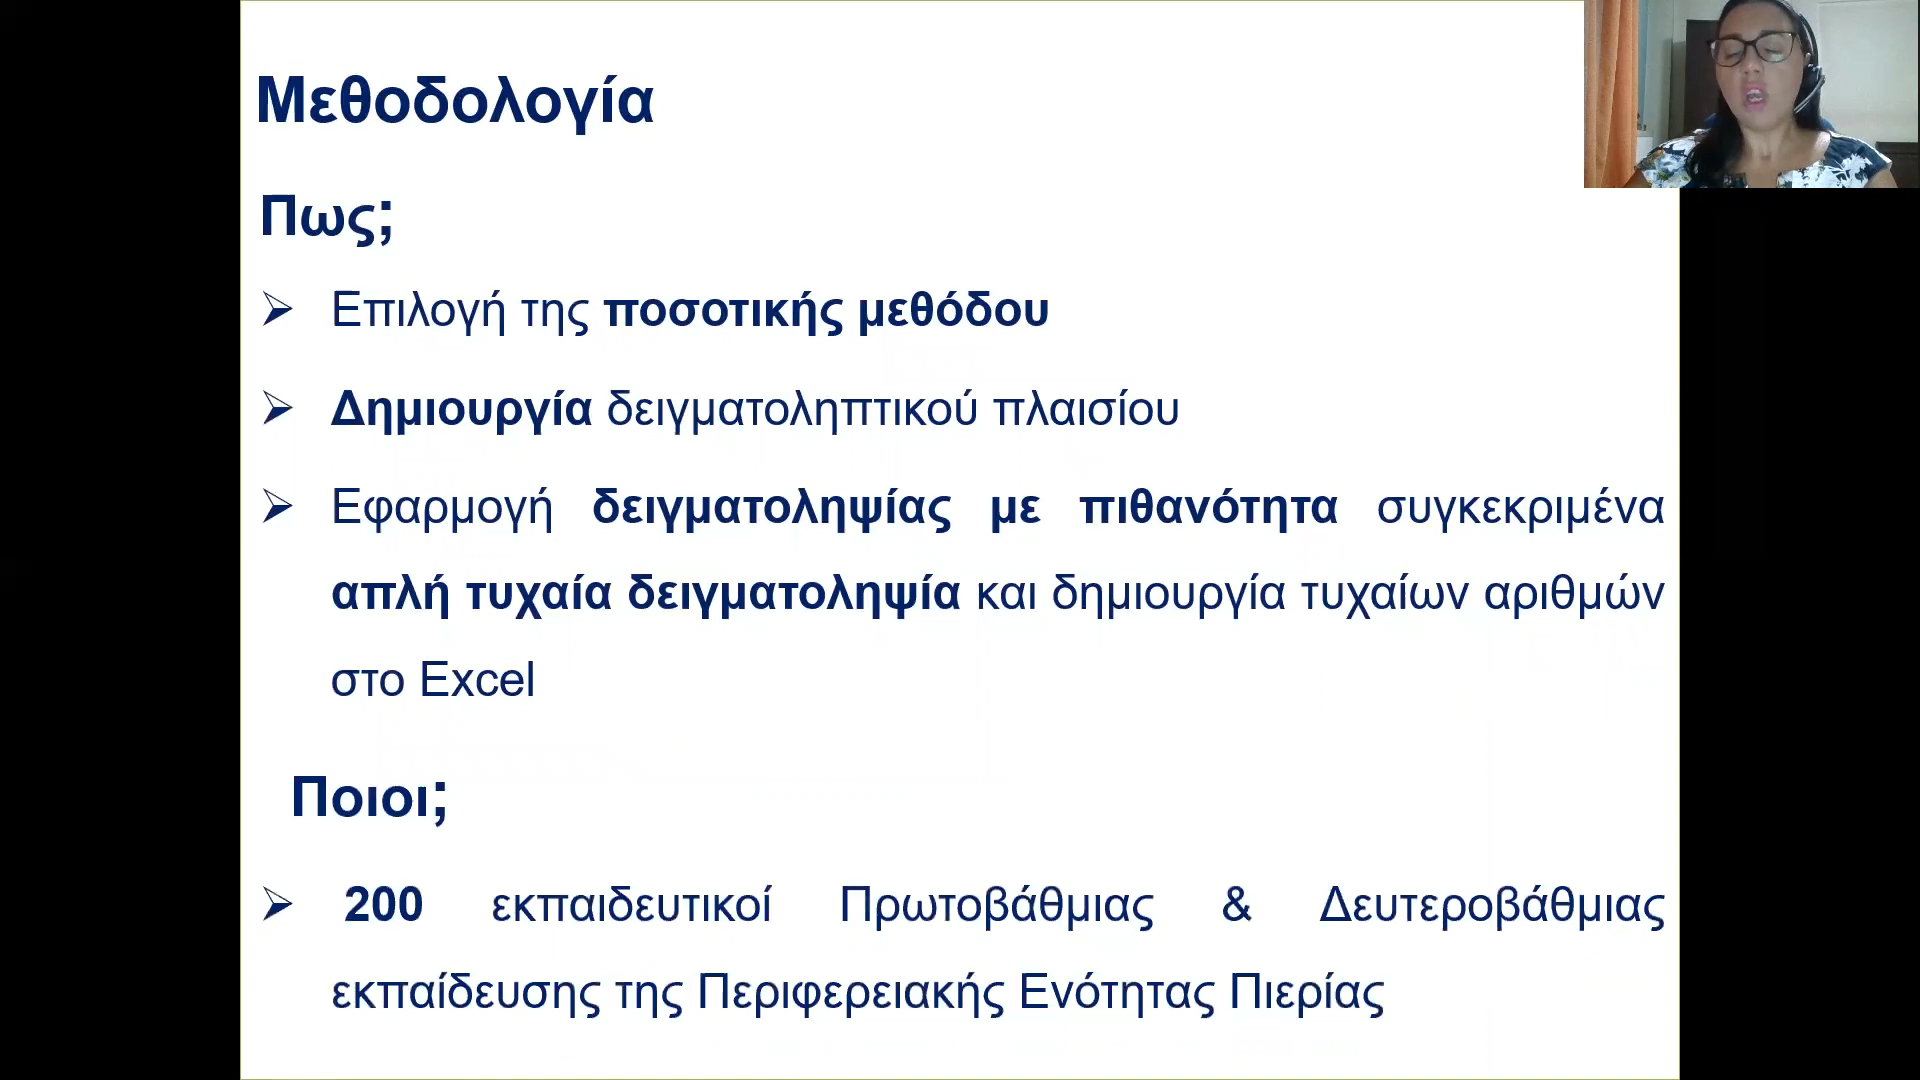 Μεθοδολογία
Πως;
➢ Επιλογή της ποσοτικής μεθόδου
➢ Δημιουργία δειγματοληπτικού πλαισίου
➢ Εφαρμογή δειγματοληψίας με πιθανότητα συγκεκριμένα
απλή τυχαία δειγματοληψία και δημιουργία τυχαίων αριθμών
στο Excel
Ποιοι;
➢ 200 εκπαιδευτικοί Πρωτοβάθμιας & Δευτεροβάθμιας
εκπαίδευσης της Περιφερειακής Ενότητας Πιερίας